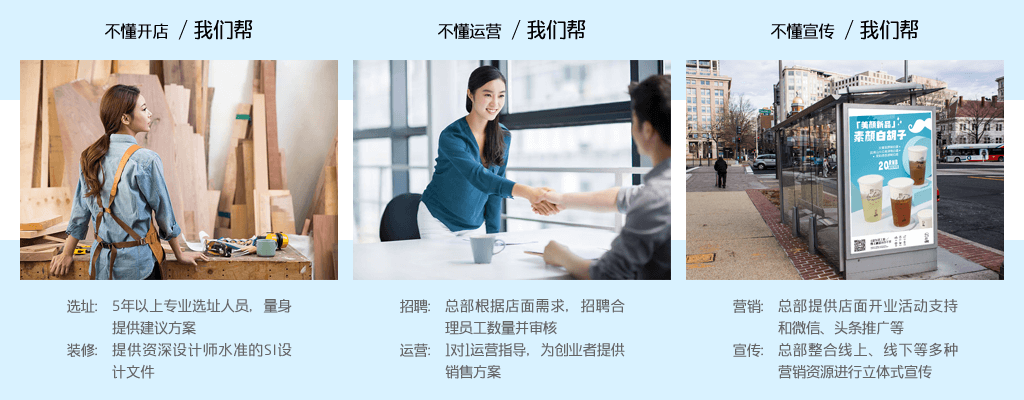 不懂开店 / 我们帮
不懂运营 / 我们帮
不懂宣传 / 我们帮
「美颜新品」
素颜白胡子
20
选址: 5年以上专业选址人员，量身
提供建议方案
装修: 提供资深设计师水准的SI设
计文件
招聘: 总部根据店面需求，招聘合
理员工数量并审核
运营: 1对1运营指导，为创业者提供
销售方案
营销: 总部提供店面开业活动支持
和微信、头条推广等
宣传: 总部整合线上、线下等多种
营销资源进行立体式宣传